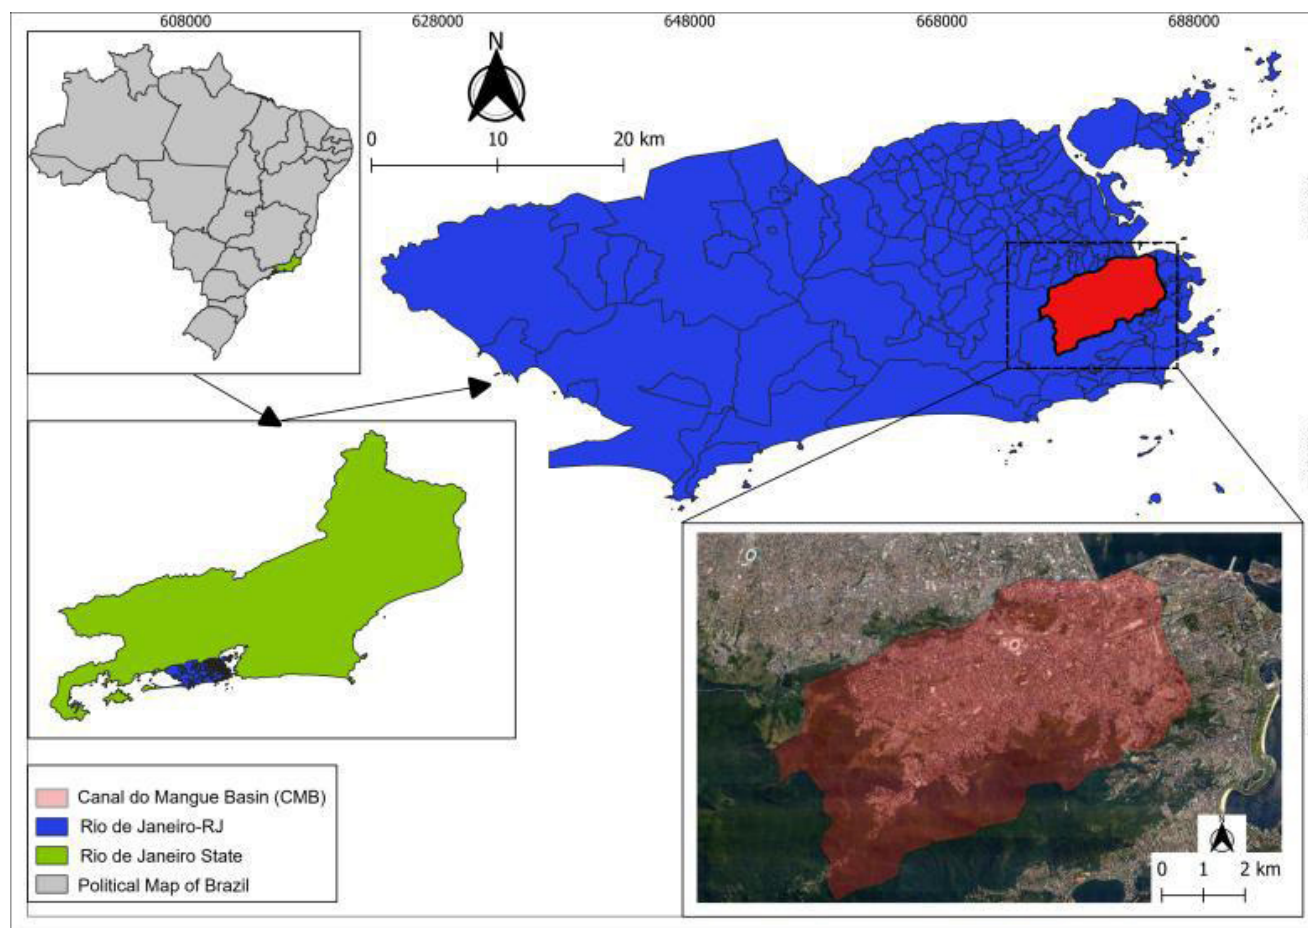 608000 628000 648000 668000 688000
N
0 10 20 km
Canal do Mangue Basin (CMB)
Rio de Janeiro-RJ
Rio de Janeiro State
Political Map of Brazil
0 1 2 km